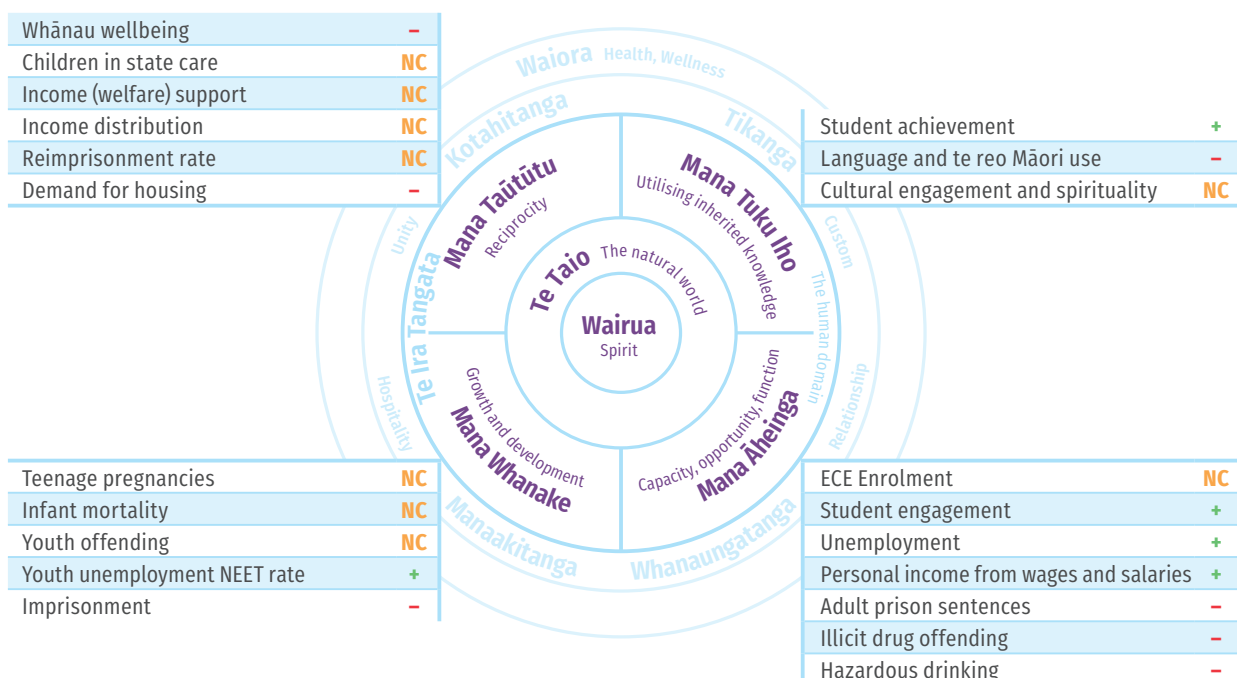 Whānau wellbeing –
Children in state care NC
Income (welfare) support NC
Income distribution NC
Reimprisonment rate NC
Demand for housing –
Waiora Health, Wellness
Kotahitanga
Tikanga
Student achievement +
Language and te reo Māori use –
Cultural engagement and spirituality NC
Mana Taūtūtu
Reciprocity
Mana Tuku Iho
Utilising inherited knowledge
Unity
Custom
Te Taio The natural world
Te Ira Tangata
The human domain
Wairua
Spirit
Hospitality
Relationship
Growth and development
Mana Whanake
Capacity, opportunity, function
Mana Āheinga
Manaakitanga
Whanaungatanga
Teenage pregnancies NC
Infant mortality NC
Youth offending NC
Youth unemployment NEET rate +
Imprisonment –
ECE Enrolment NC
Student engagement +
Unemployment +
Personal income from wages and salaries +
Adult prison sentences –
Illicit drug offending –
Hazardous drinking –